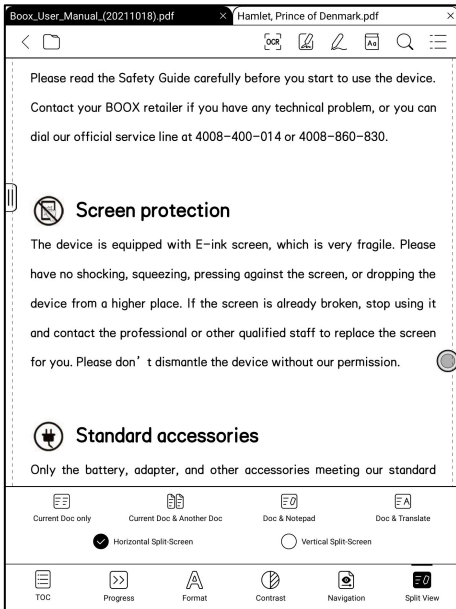 Boox_User_Manual_(20211018).pdf × Hamlet, Prince of Denmark.pdf ×
OCR Aa
Please read the Safety Guide carefully before you start to use the device.
Contact your BOOX retailer if you have any technical problem, or you can
dial our official service line at 4008-400-014 or 4008-860-830.
Screen protection
The device is equipped with E-ink screen, which is very fragile. Please
have no shocking, squeezing, pressing against the screen, or dropping the
device from a higher place. If the screen is already broken, stop using it
and contact the professional or other qualified staff to replace the screen
for you. Please don't dismantle the device without our permission.
Standard accessories
Only the battery, adapter, and other accessories meeting our standard
Current Doc only Current Doc & Another Doc Doc & Notepad Doc & Translate
Horizontal Split-Screen Vertical Split-Screen
TOC Progress Format Contrast Navigation Split View